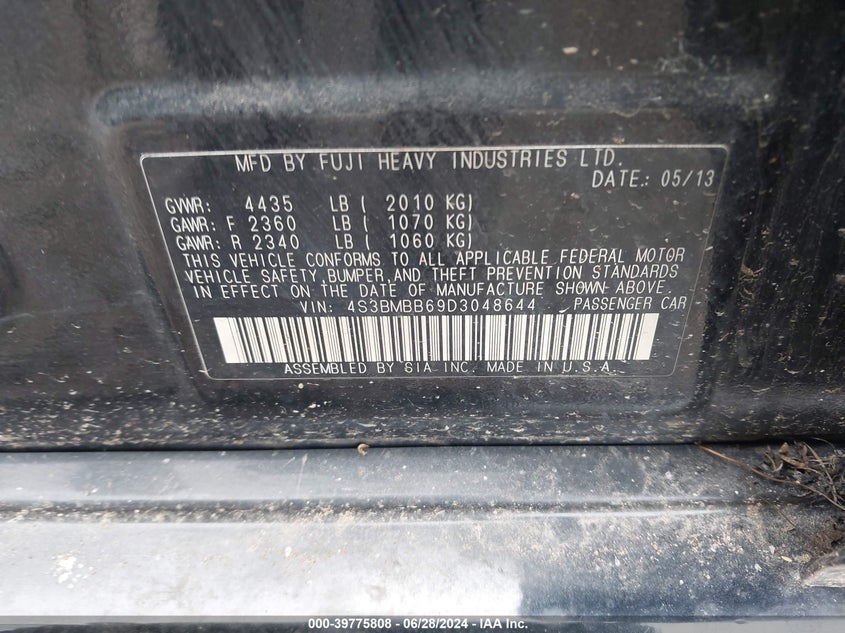 MFD BY FUJI HEAVY INDUSTRIES LTD.
DATE.: 05/13
GVWR: 4435 LB ( 2010 KG)
GAWR: F 2360 LB ( 1070 KG)
GAWR: R 2340 LB ( 1060 KG)
THIS VEHICLE CONFORMS TO ALL APPLICABLE FEDERAL MOTOR
VEHICLE SAFETY, BUMPER, AND THEFT PREVENTION STANDARDS
IN EFFECT ON THE DATE OF MANUFACTURE SHOWN ABOVE.
VIN: 4S3BMBB69D3048644 PASSENGER CAR
ASSEMBLED BY SIA INC. MADE IN U.S.A.
000-39775808 - 06/28/2024 - IAA Inc.